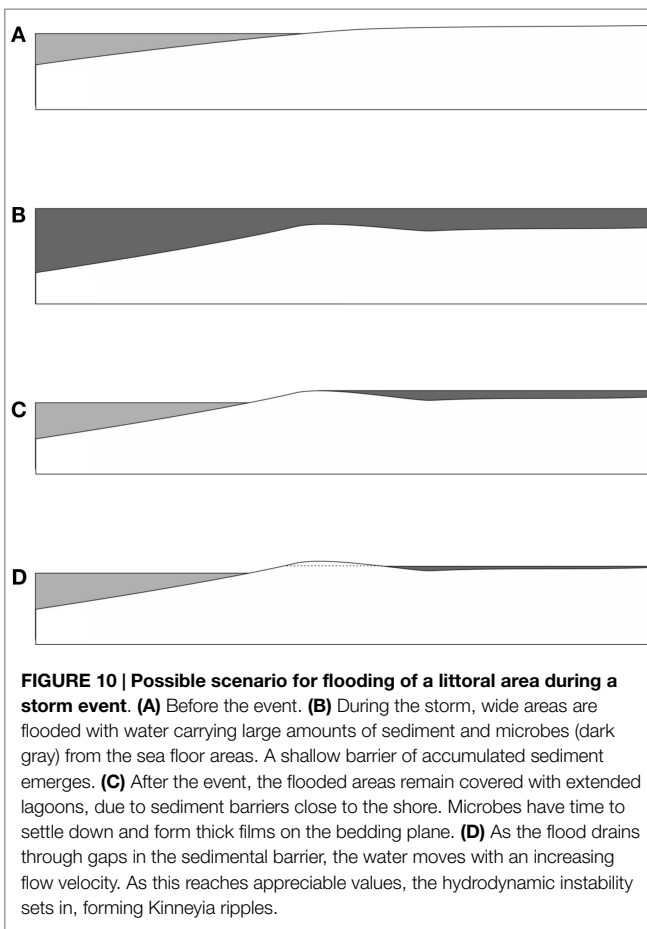 A
B
C
D
FIGURE 10 | Possible scenario for flooding of a littoral area during a
storm event. (A) Before the event. (B) During the storm, wide areas are
flooded with water carrying large amounts of sediment and microbes (dark
gray) from the sea floor areas. A shallow barrier of accumulated sediment
emerges. (C) After the event, the flooded areas remain covered with extended
lagoons, due to sediment barriers close to the shore. Microbes have time to
settle down and form thick films on the bedding plane. (D) As the flood drains
through gaps in the sedimental barrier, the water moves with an increasing
flow velocity. As this reaches appreciable values, the hydrodynamic instability
sets in, forming Kinneyia ripples.